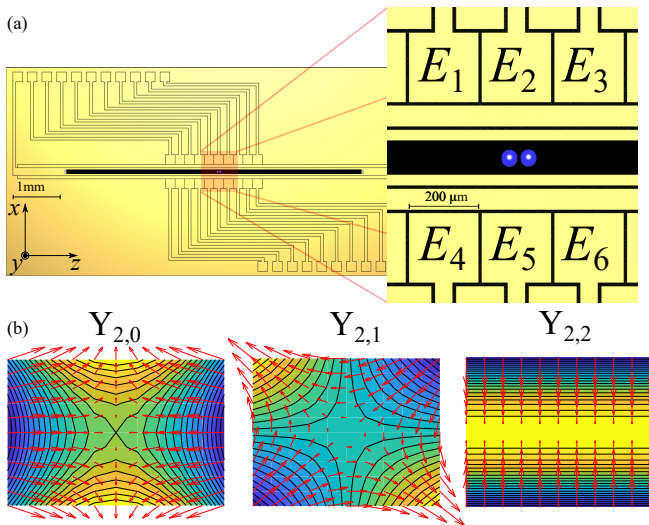 (a)
E₁ E₂ E₃
1mm
200 µm
x
y z
E₄ E₅ E₆
(b)
Y₂,₀ Y₂,₁ Y₂,₂